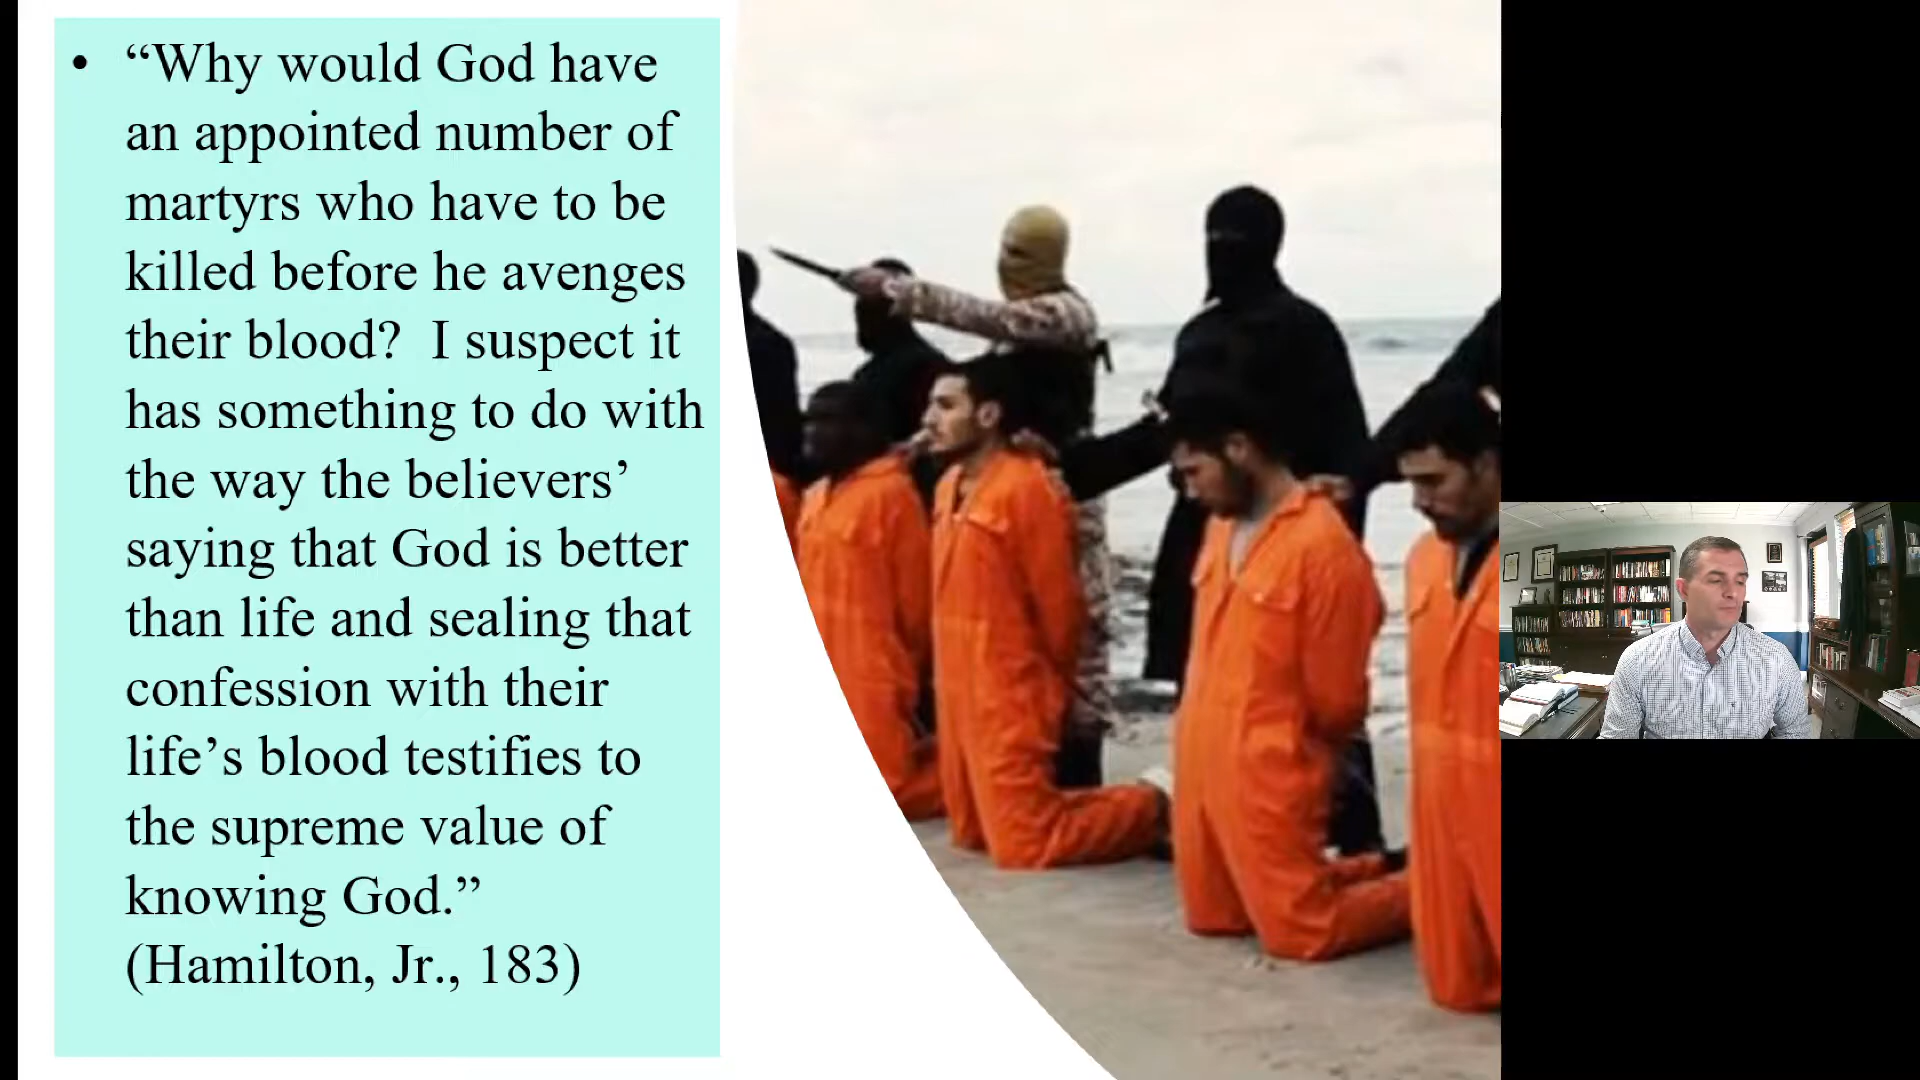 • “Why would God have
an appointed number of
martyrs who have to be
killed before he avenges
their blood?  I suspect it
has something to do with
the way the believers’
saying that God is better
than life and sealing that
confession with their
life’s blood testifies to
the supreme value of
knowing God.”
(Hamilton, Jr., 183)